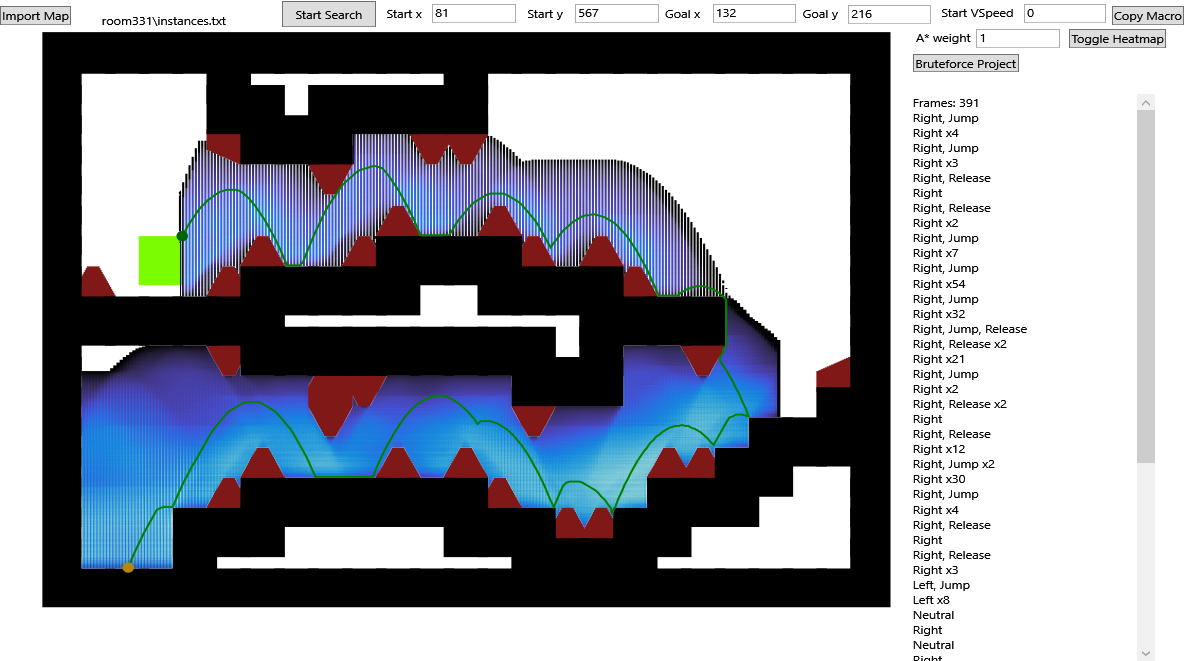 Import Map
room331\instances.txt
Start Search
Start x 81
Start y 567
Goal x 132
Goal y 216
Start VSpeed 0
Copy Macro
A* weight 1
Toggle Heatmap
Bruteforce Project
Frames: 391
Right, Jump
Right x4
Right, Jump
Right x3
Right, Release
Right
Right, Release
Right x2
Right, Jump
Right x7
Right, Jump
Right x54
Right, Jump
Right x32
Right, Jump, Release
Right, Release x2
Right x21
Right, Jump
Right x2
Right, Release x2
Right
Right, Release
Right x12
Right, Jump x2
Right x30
Right, Jump
Right x4
Right, Release
Right
Right, Release
Right x3
Left, Jump
Left x8
Neutral
Right
Neutral
Right